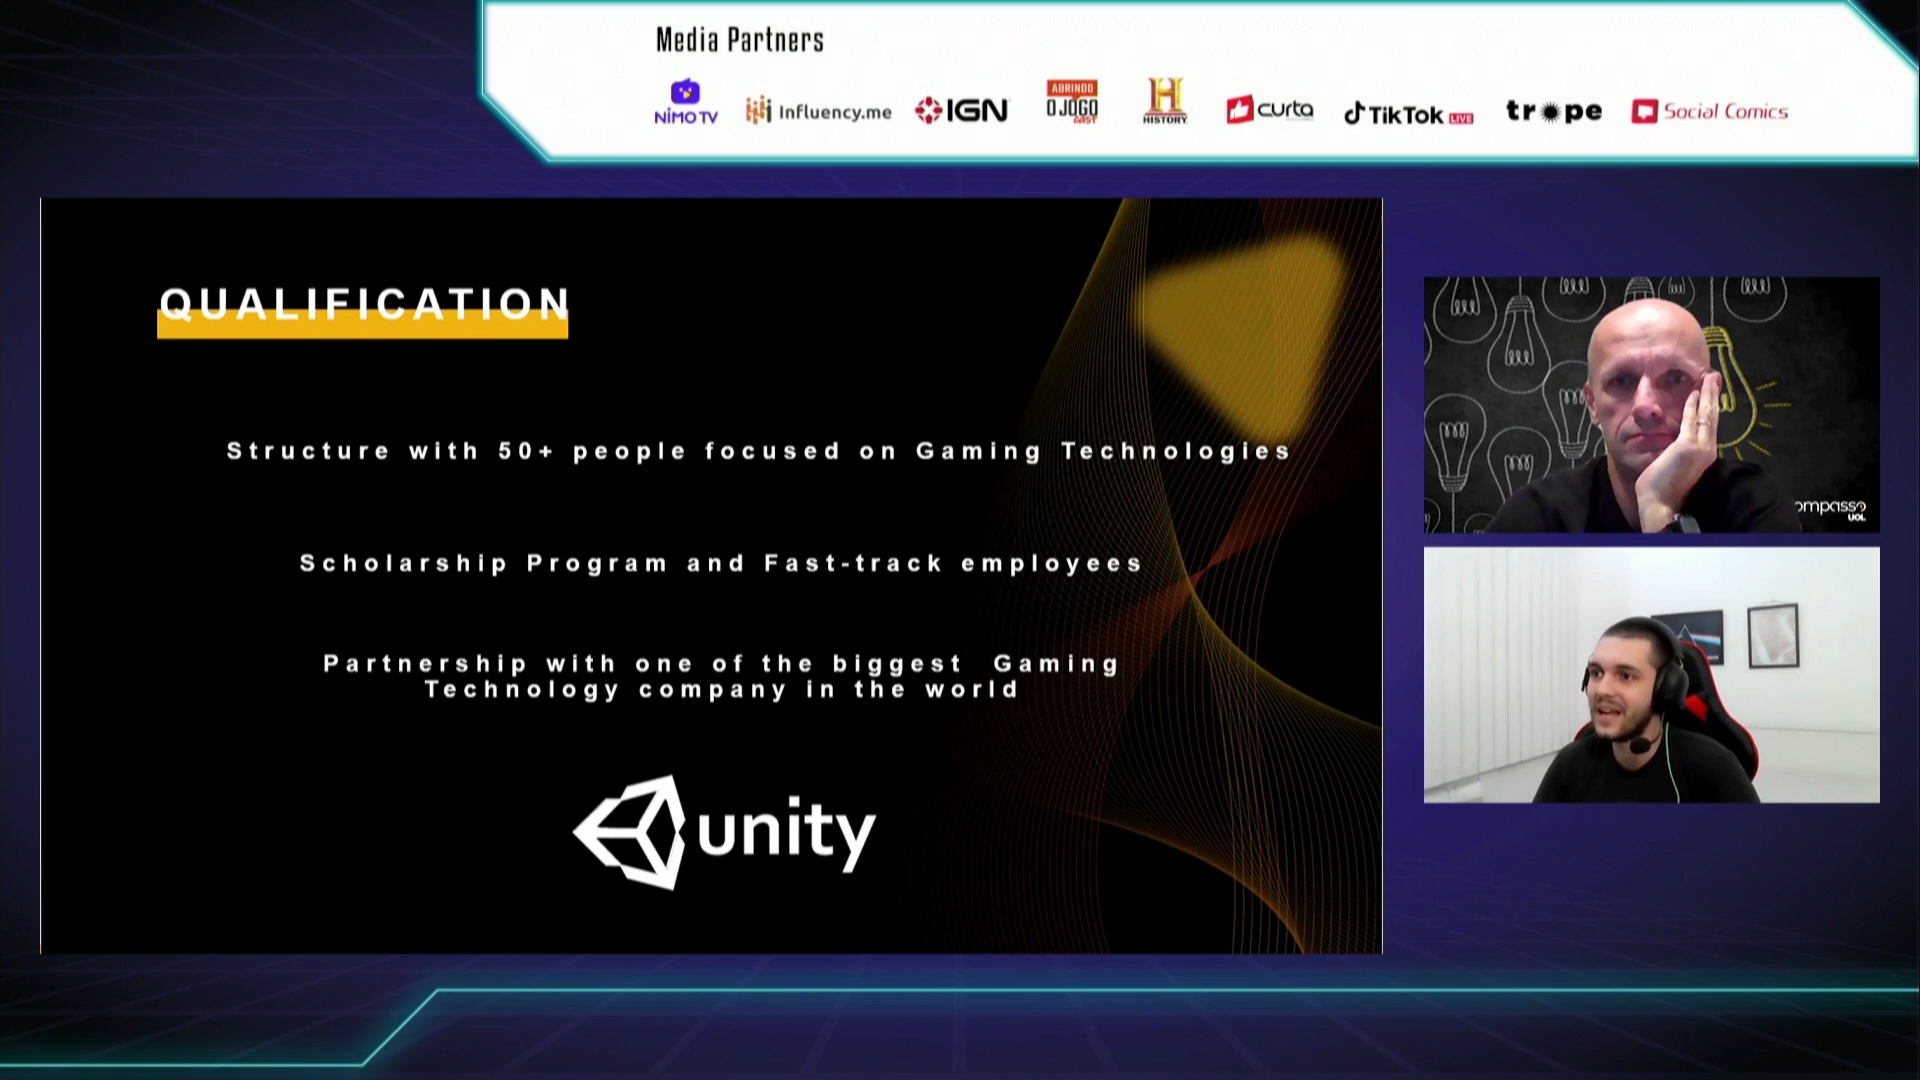 Media Partners
NIMO TV
Influency.me
IGN
ABRINDO
O JOGO
cast
H
HISTORY
curta
TikTok LIVE
trope
Social Comics
QUALIFICATION
Structure with 50+ people focused on Gaming Technologies
Scholarship Program and Fast-track employees
Partnership with one of the biggest Gaming
Technology company in the world
unity
ompasso
UOL